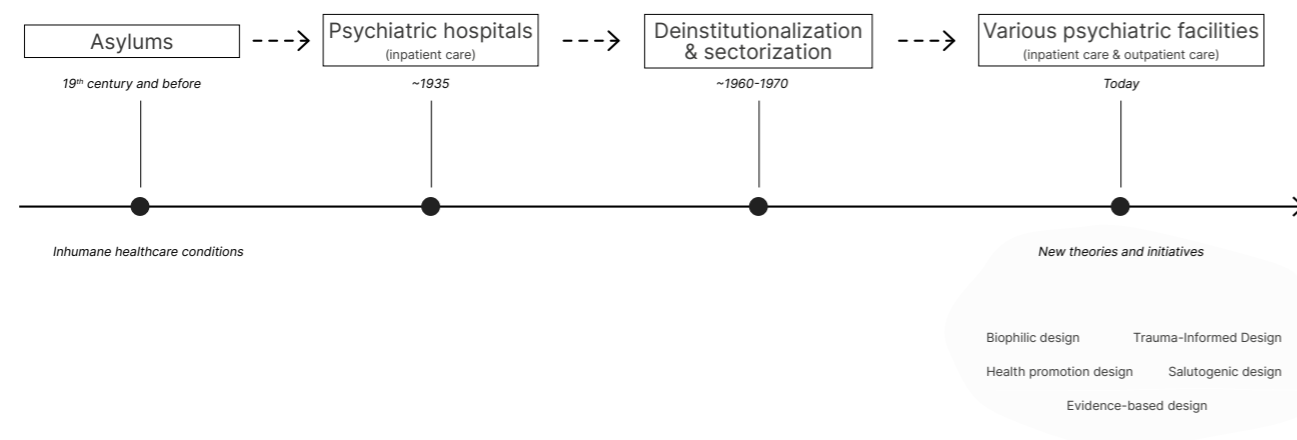 Asylums
Psychiatric hospitals
(inpatient care)
Deinstitutionalization
& sectorization
Various psychiatric facilities
(inpatient care & outpatient care)
19th century and before
~1935
~1960-1970
Today
Inhumane healthcare conditions
New theories and initiatives
Biophilic design
Trauma-Informed Design
Health promotion design
Salutogenic design
Evidence-based design